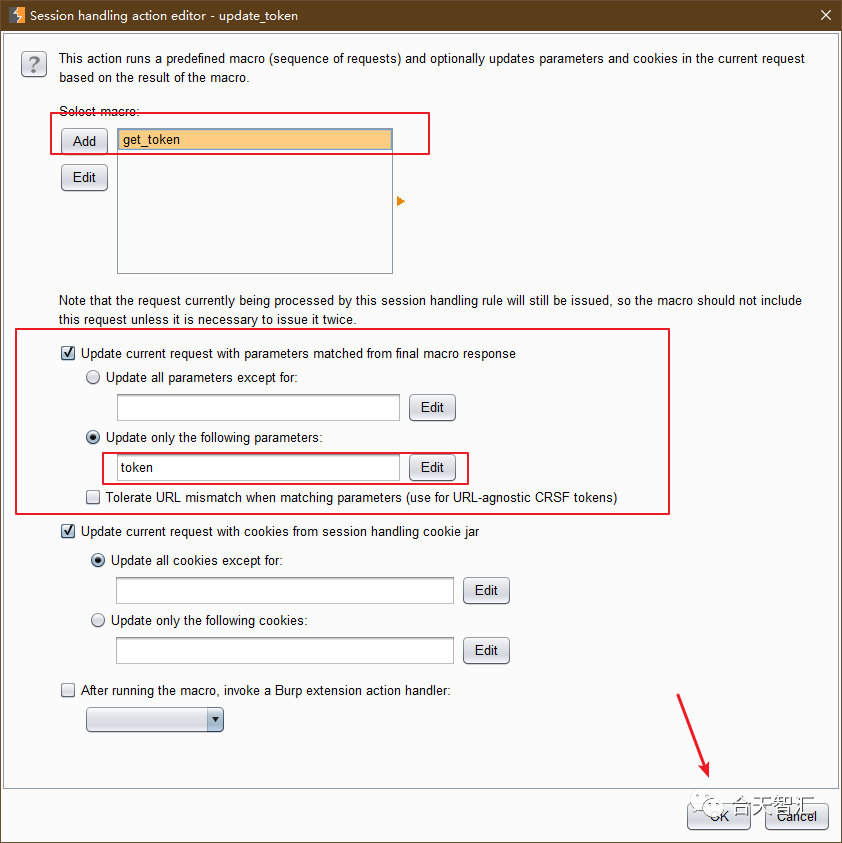 Session handling action editor - update_token
?
This action runs a predefined macro (sequence of requests) and optionally updates parameters and cookies in the current request
based on the result of the macro.
Select macro:
Add
get_token
Edit
Note that the request currently being processed by this session handling rule will still be issued, so the macro should not include
this request unless it is necessary to issue it twice.
Update current request with parameters matched from final macro response
Update all parameters except for:
Edit
Update only the following parameters:
token
Edit
Tolerate URL mismatch when matching parameters (use for URL-agnostic CRSF tokens)
Update current request with cookies from session handling cookie jar
Update all cookies except for:
Edit
Update only the following cookies:
Edit
After running the macro, invoke a Burp extension action handler:
合天智汇
OK
Cancel